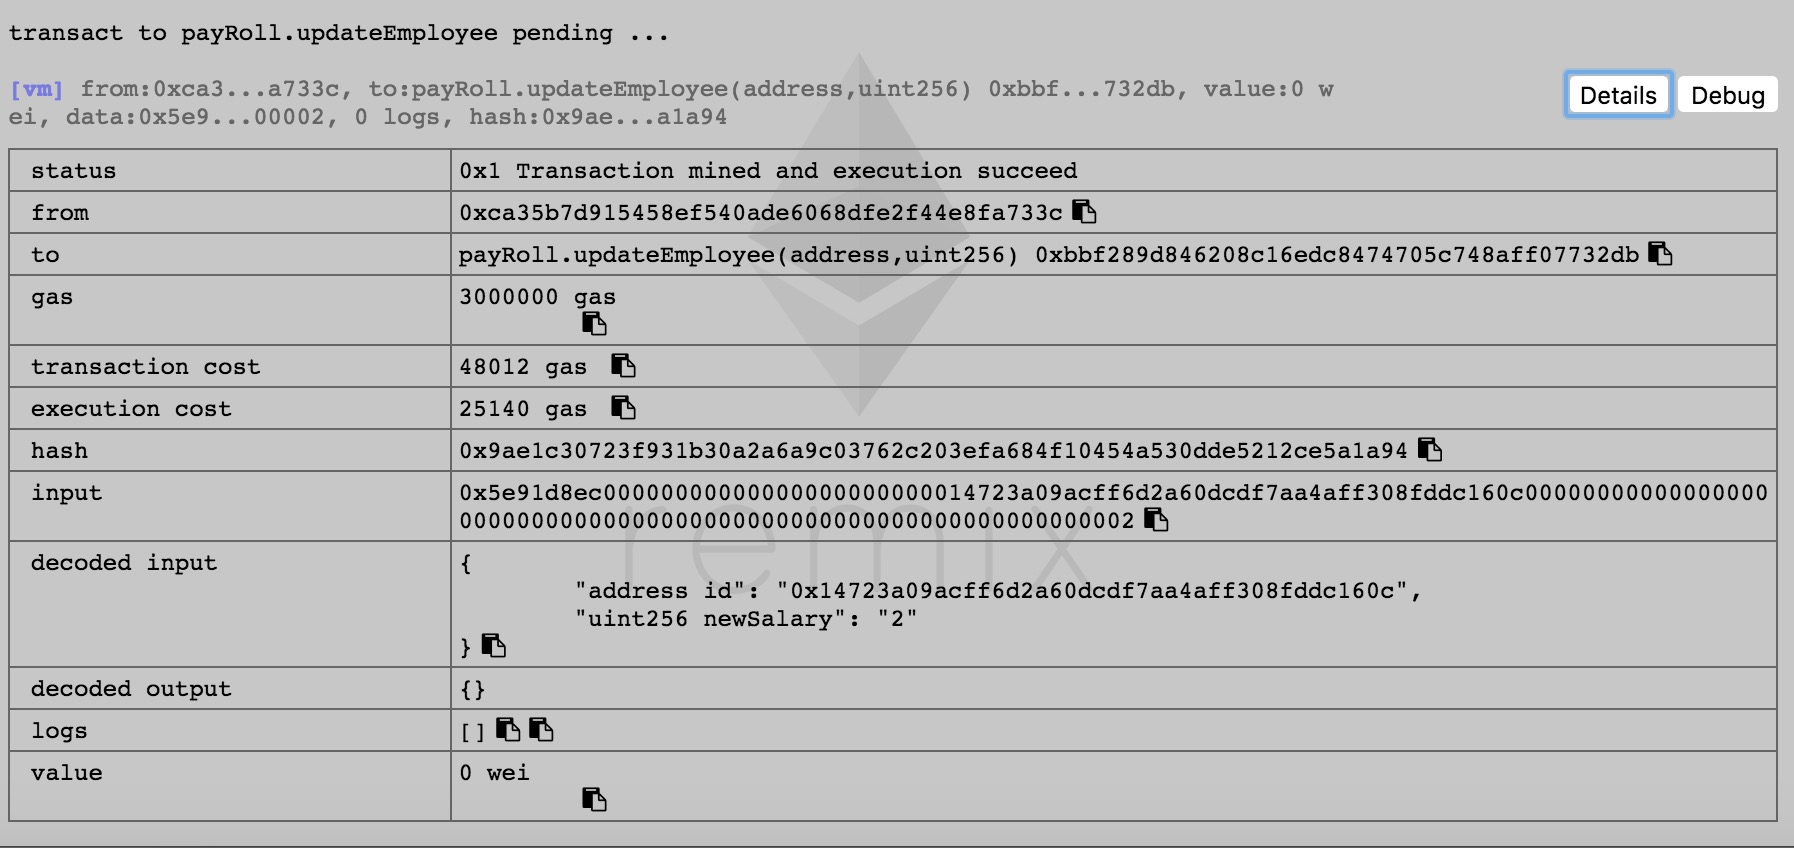 transact to payRoll.updateEmployee pending ...
[vm] from:0xca3...a733c, to:payRoll.updateEmployee(address,uint256) 0xbbf...732db, value:0 w
ei, data:0x5e9...00002, 0 logs, hash:0x9ae...a1a94
Details
Debug
status 0x1 Transaction mined and execution succeed
from 0xca35b7d915458ef540ade6068dfe2f44e8fa733c
to payRoll.updateEmployee(address,uint256) 0xbbf289d846208c16edc8474705c748aff07732db
gas 3000000 gas
transaction cost 48012 gas
execution cost 25140 gas
hash 0x9ae1c30723f931b30a2a6a9c03762c203efa684f10454a530dde5212ce5a1a94
input 0x5e91d8ec00000000000000000000000014723a09acff6d2a60dcdf7aa4aff308fddc160c00000000000000000
00000000000000000000000000000000000000000000002
decoded input {
"address id": "0x14723a09acff6d2a60dcdf7aa4aff308fddc160c",
"uint256 newSalary": "2"
}
decoded output {}
logs []
value 0 wei
remix